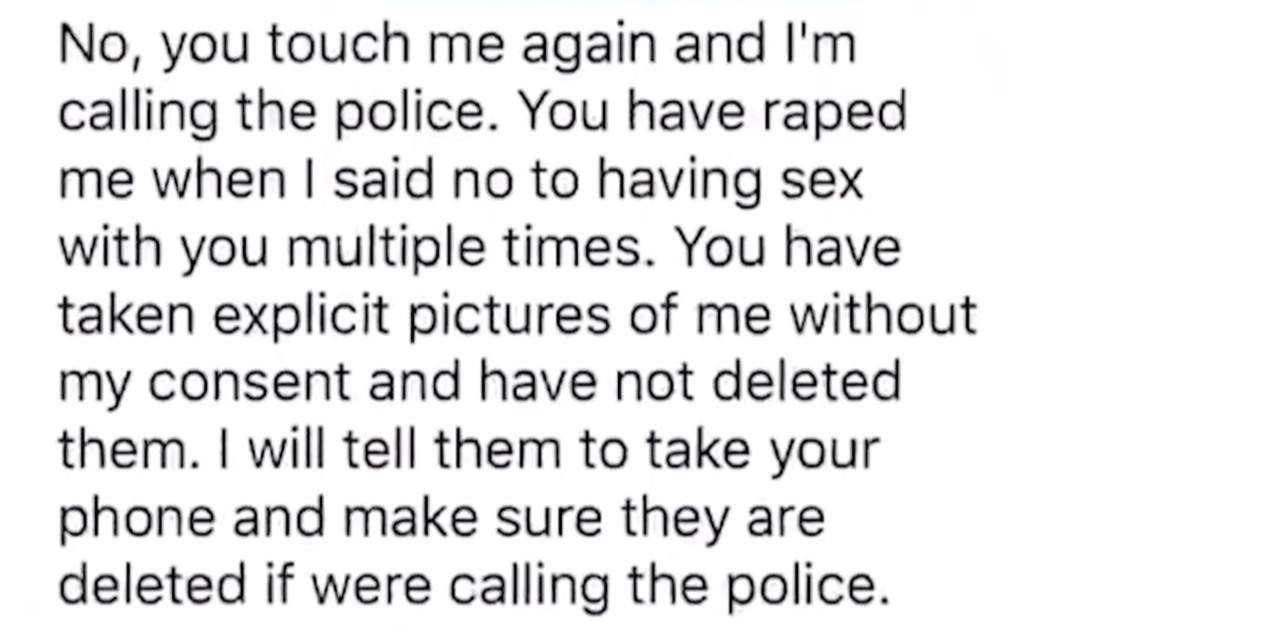 No, you touch me again and I'm
calling the police. You have raped
me when I said no to having sex
with you multiple times. You have
taken explicit pictures of me without
my consent and have not deleted
them. I will tell them to take your
phone and make sure they are
deleted if were calling the police.